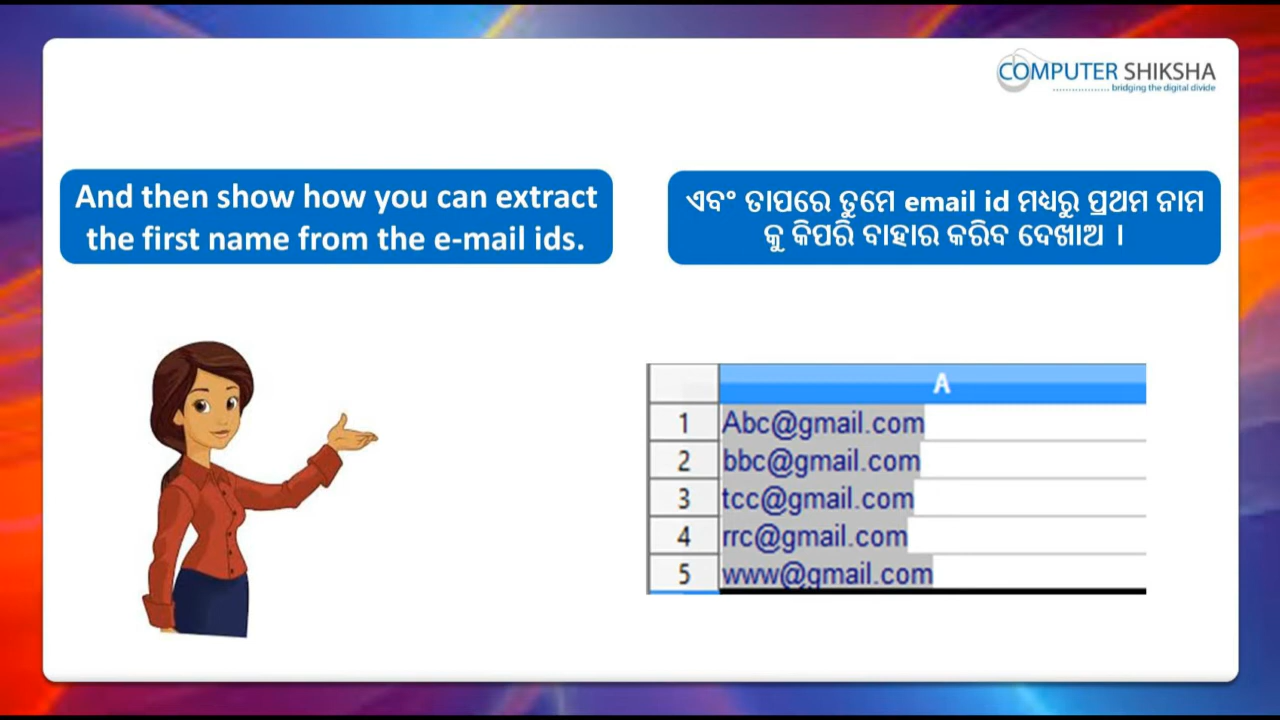 COMPUTER SHIKSHA
bridging the digital divide
And then show how you can extract
the first name from the e-mail ids.
ଏବଂ ତାପରେ ତୁମେ email id ମଧ୍ୟରୁ ପ୍ରଥମ ନାମ
କୁ କିପରି ବାହାର କରିବ ଦେଖାଅ ।
A
1 Abc@gmail.com
2 bbc@gmail.com
3 tcc@gmail.com
4 rrc@gmail.com
5 www@gmail.com